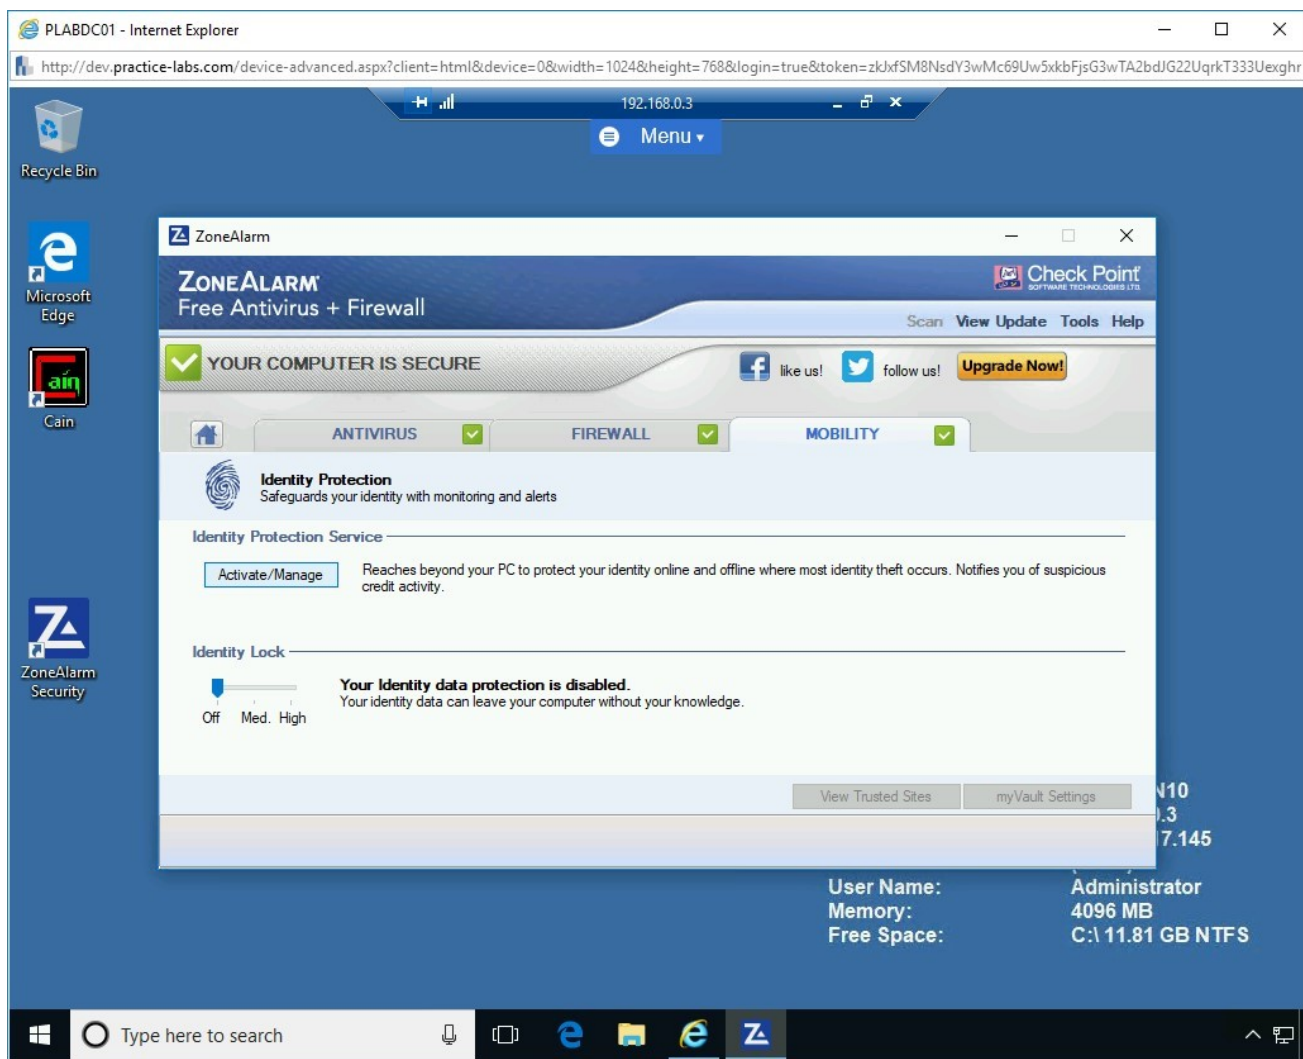 PLABDC01 - Internet Explorer
http://dev.practice-labs.com/device-advanced.aspx?client=html&device=0&width=1024&height=768&login=true&token=
192.168.0.3
Menu
Recycle Bin
Microsoft
Edge
Cain
ZoneAlarm
Security
ZoneAlarm
ZONEALARM
Free Antivirus + Firewall
Check Point
SOFTWARE TECHNOLOGIES LTD.
Scan View Update Tools Help
YOUR COMPUTER IS SECURE
like us!
follow us!
Upgrade Now!
ANTIVIRUS
FIREWALL
MOBILITY
Identity Protection
Safeguards your identity with monitoring and alerts
Identity Protection Service
Activate/Manage
Reaches beyond your PC to protect your identity online and offline where most identity theft occurs. Notifies you of suspicious
credit activity.
Identity Lock
Your Identity data protection is disabled.
Your identity data can leave your computer without your knowledge.
Off Med. High
View Trusted Sites
myVault Settings
N10
.3
7.145
User Name: Administrator
Memory: 4096 MB
Free Space: C:\ 11.81 GB NTFS
Type here to search